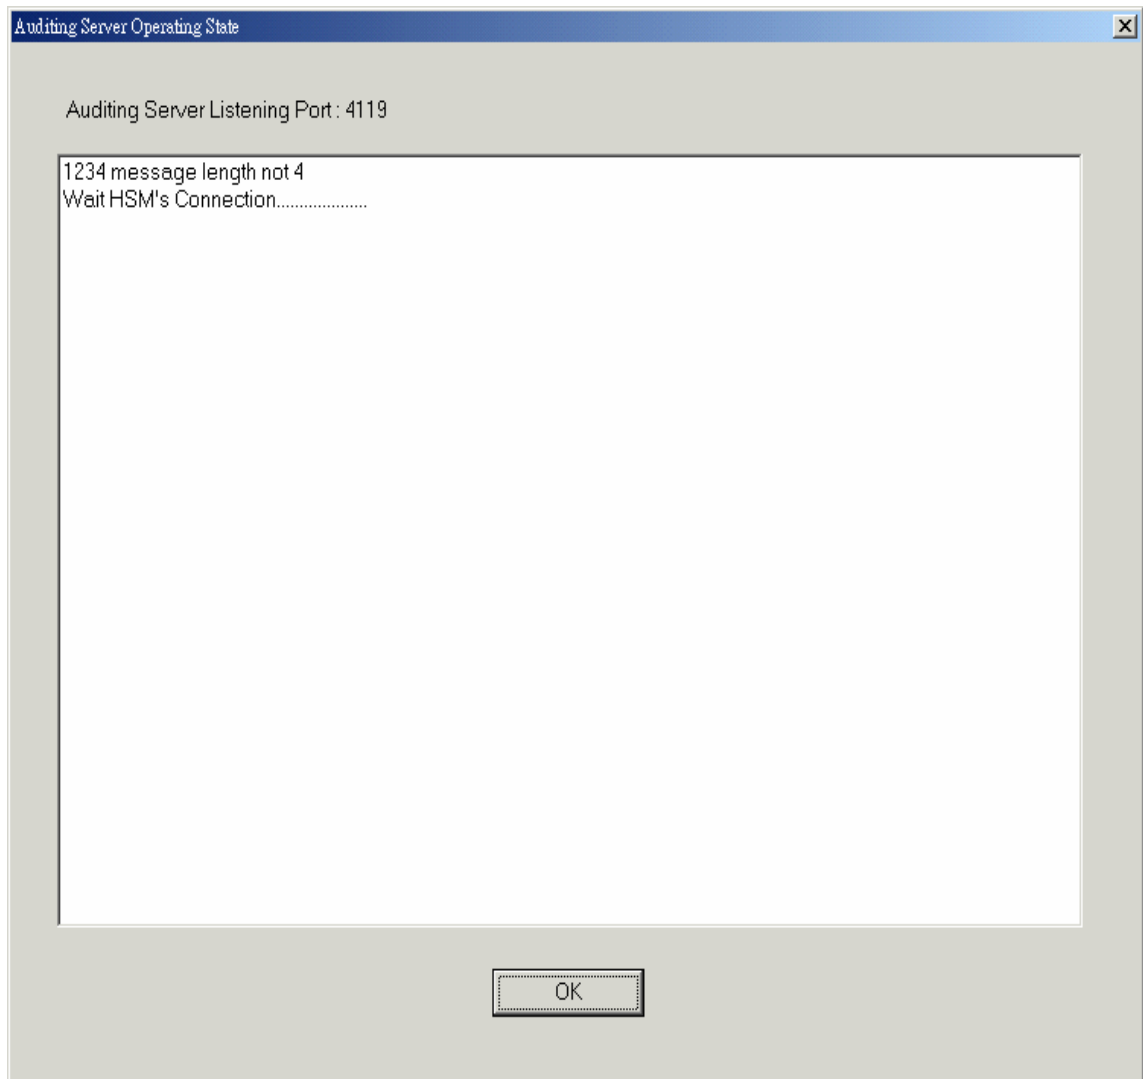 Auditing Server Operating State
Auditing Server Listening Port : 4119
1234 message length not 4
Wait HSM's Connection....................
OK